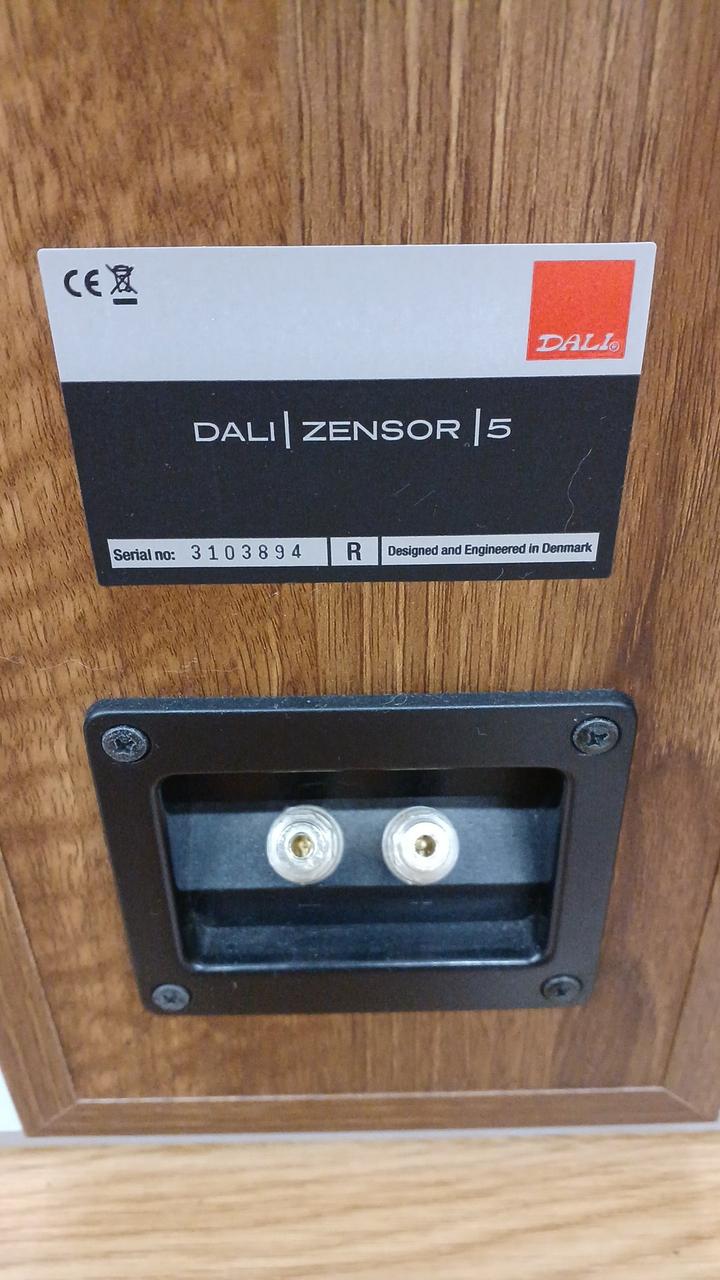 CE
DALI®
DALI | ZENSOR | 5
Serial no: 3103894 R Designed and Engineered in Denmark
- +